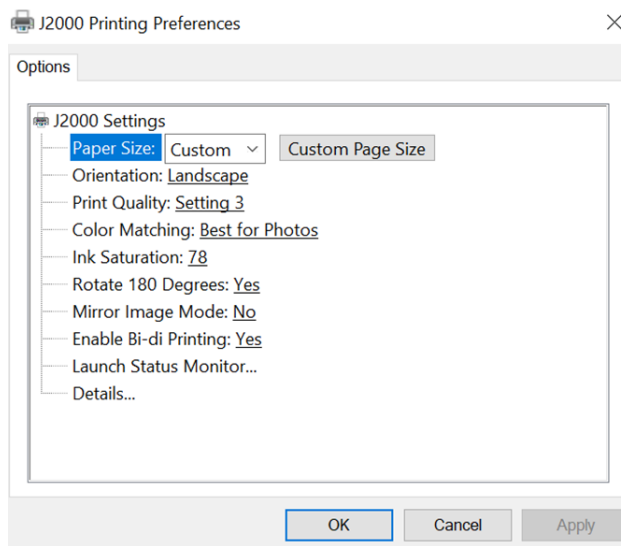 J2000 Printing Preferences
Options
J2000 Settings
Paper Size: Custom Custom Page Size
Orientation: Landscape
Print Quality: Setting 3
Color Matching: Best for Photos
Ink Saturation: 78
Rotate 180 Degrees: Yes
Mirror Image Mode: No
Enable Bi-di Printing: Yes
Launch Status Monitor...
Details...
OK Cancel Apply